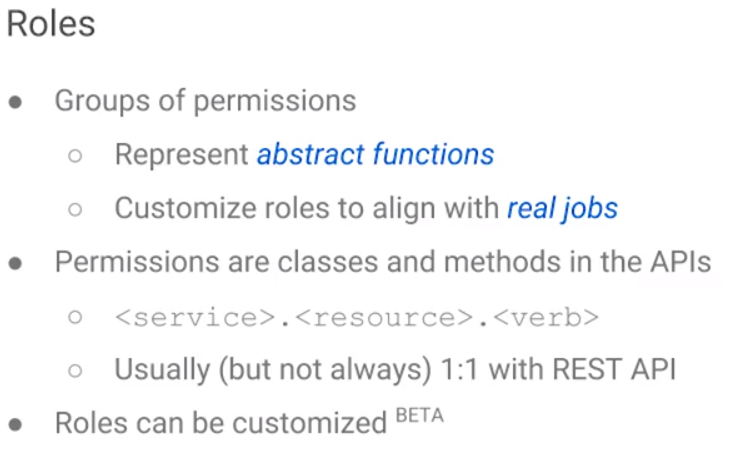 Roles
● Groups of permissions
○ Represent abstract functions
○ Customize roles to align with real jobs
● Permissions are classes and methods in the APIs
○ <service>.<resource>.<verb>
○ Usually (but not always) 1:1 with REST API
● Roles can be customized BETA